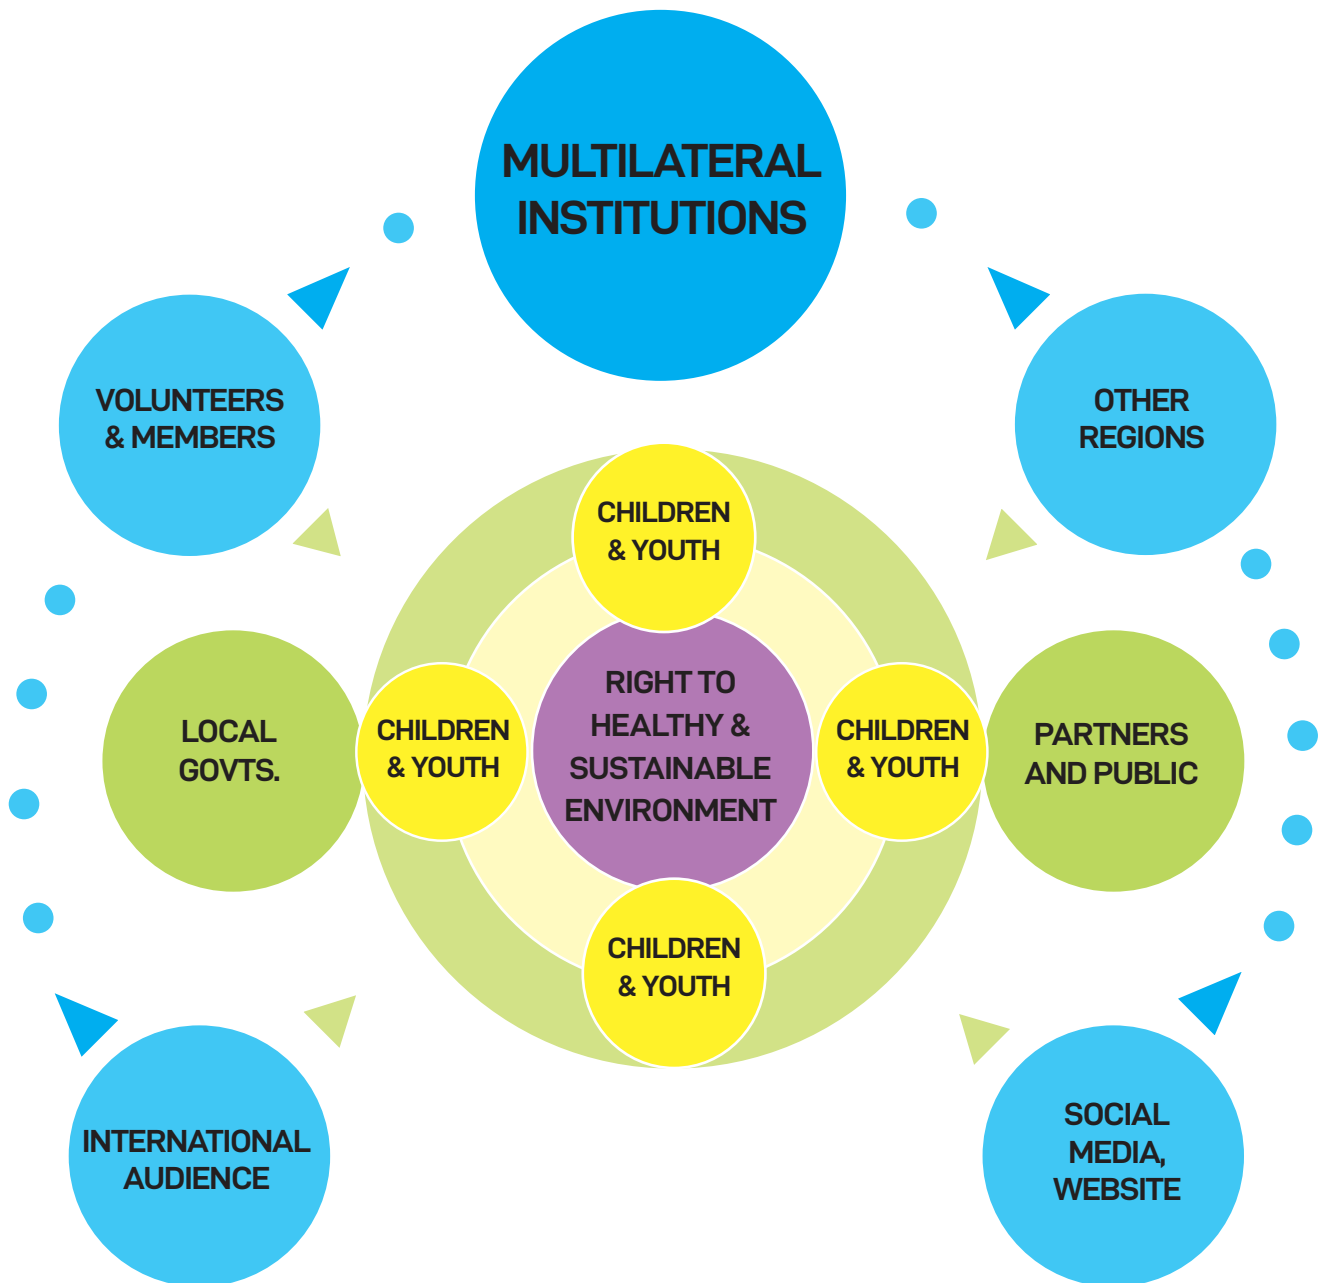 MULTILATERAL
INSTITUTIONS
VOLUNTEERS
& MEMBERS
OTHER
REGIONS
CHILDREN
& YOUTH
LOCAL
GOVTS.
CHILDREN
& YOUTH
RIGHT TO
HEALTHY &
SUSTAINABLE
ENVIRONMENT
CHILDREN
& YOUTH
PARTNERS
AND PUBLIC
CHILDREN
& YOUTH
INTERNATIONAL
AUDIENCE
SOCIAL
MEDIA,
WEBSITE